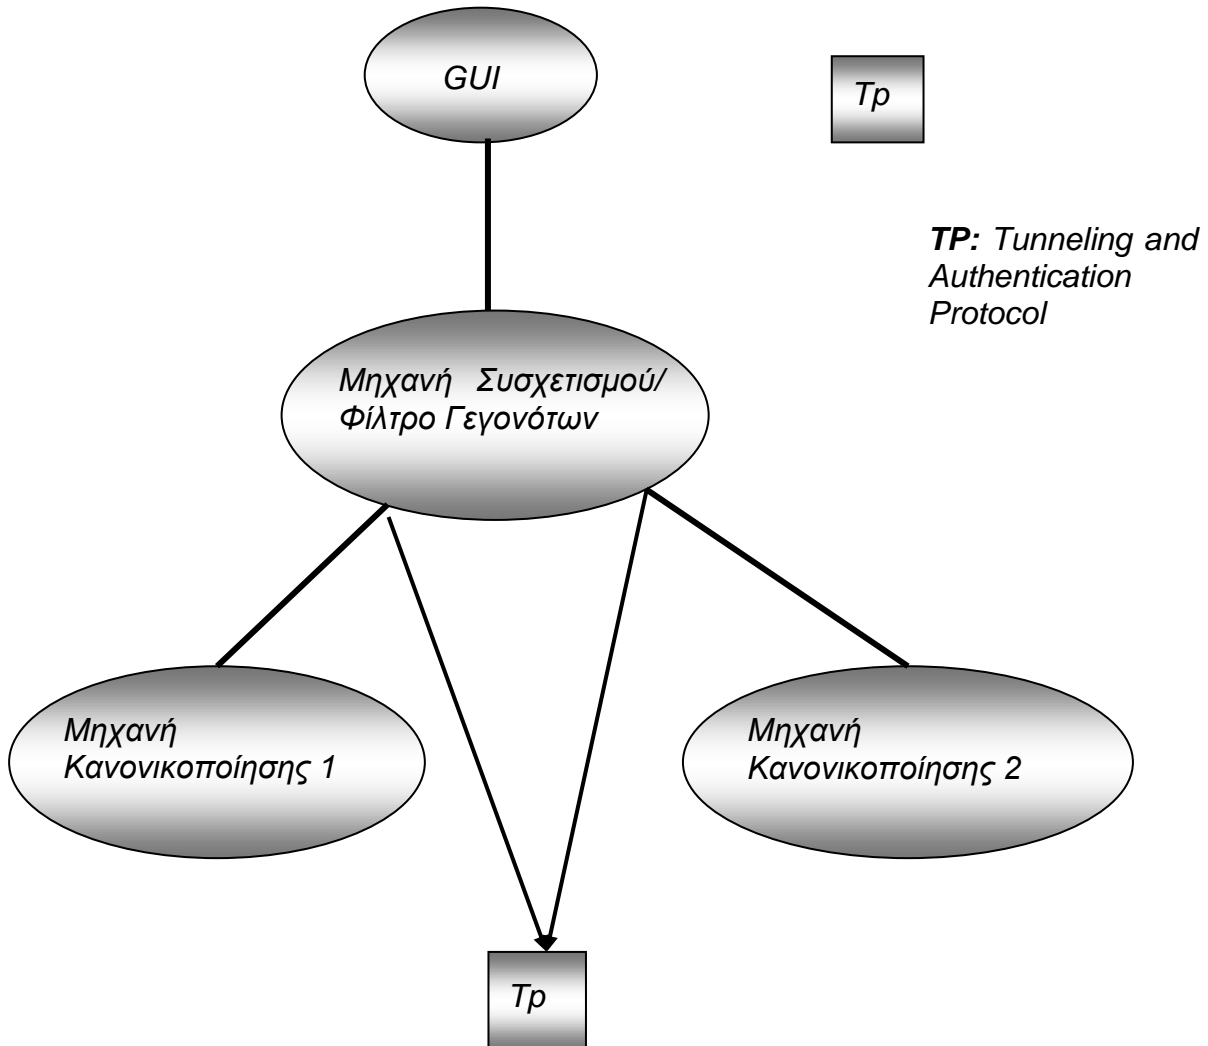 GUI
Tp
TP: Tunneling and
Authentication
Protocol
Μηχανή Συσχετισμού/
Φίλτρο Γεγονότων
Μηχανή
Κανονικοποίησης 1
Μηχανή
Κανονικοποίησης 2
Tp